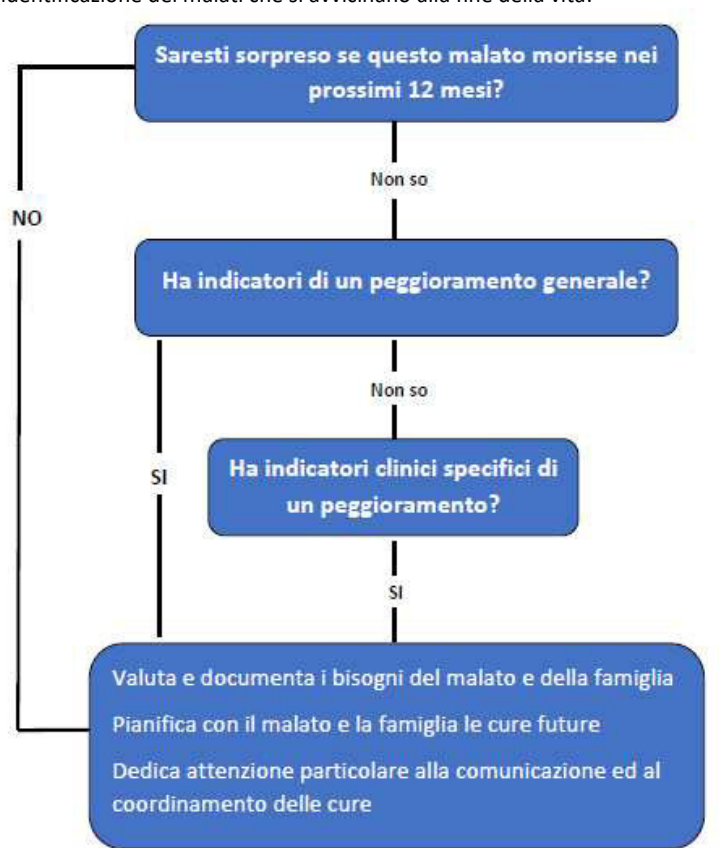 identificazione dei malati che si avvicinano alla fine della vita.
Saresti sorpreso se questo malato morisse nei
prossimi 12 mesi?
Non so
NO
Ha indicatori di un peggioramento generale?
Non so
SI
Ha indicatori clinici specifici di
un peggioramento?
SI
Valuta e documenta i bisogni del malato e della famiglia
Pianifica con il malato e la famiglia le cure future
Dedica attenzione particolare alla comunicazione ed al
coordinamento delle cure